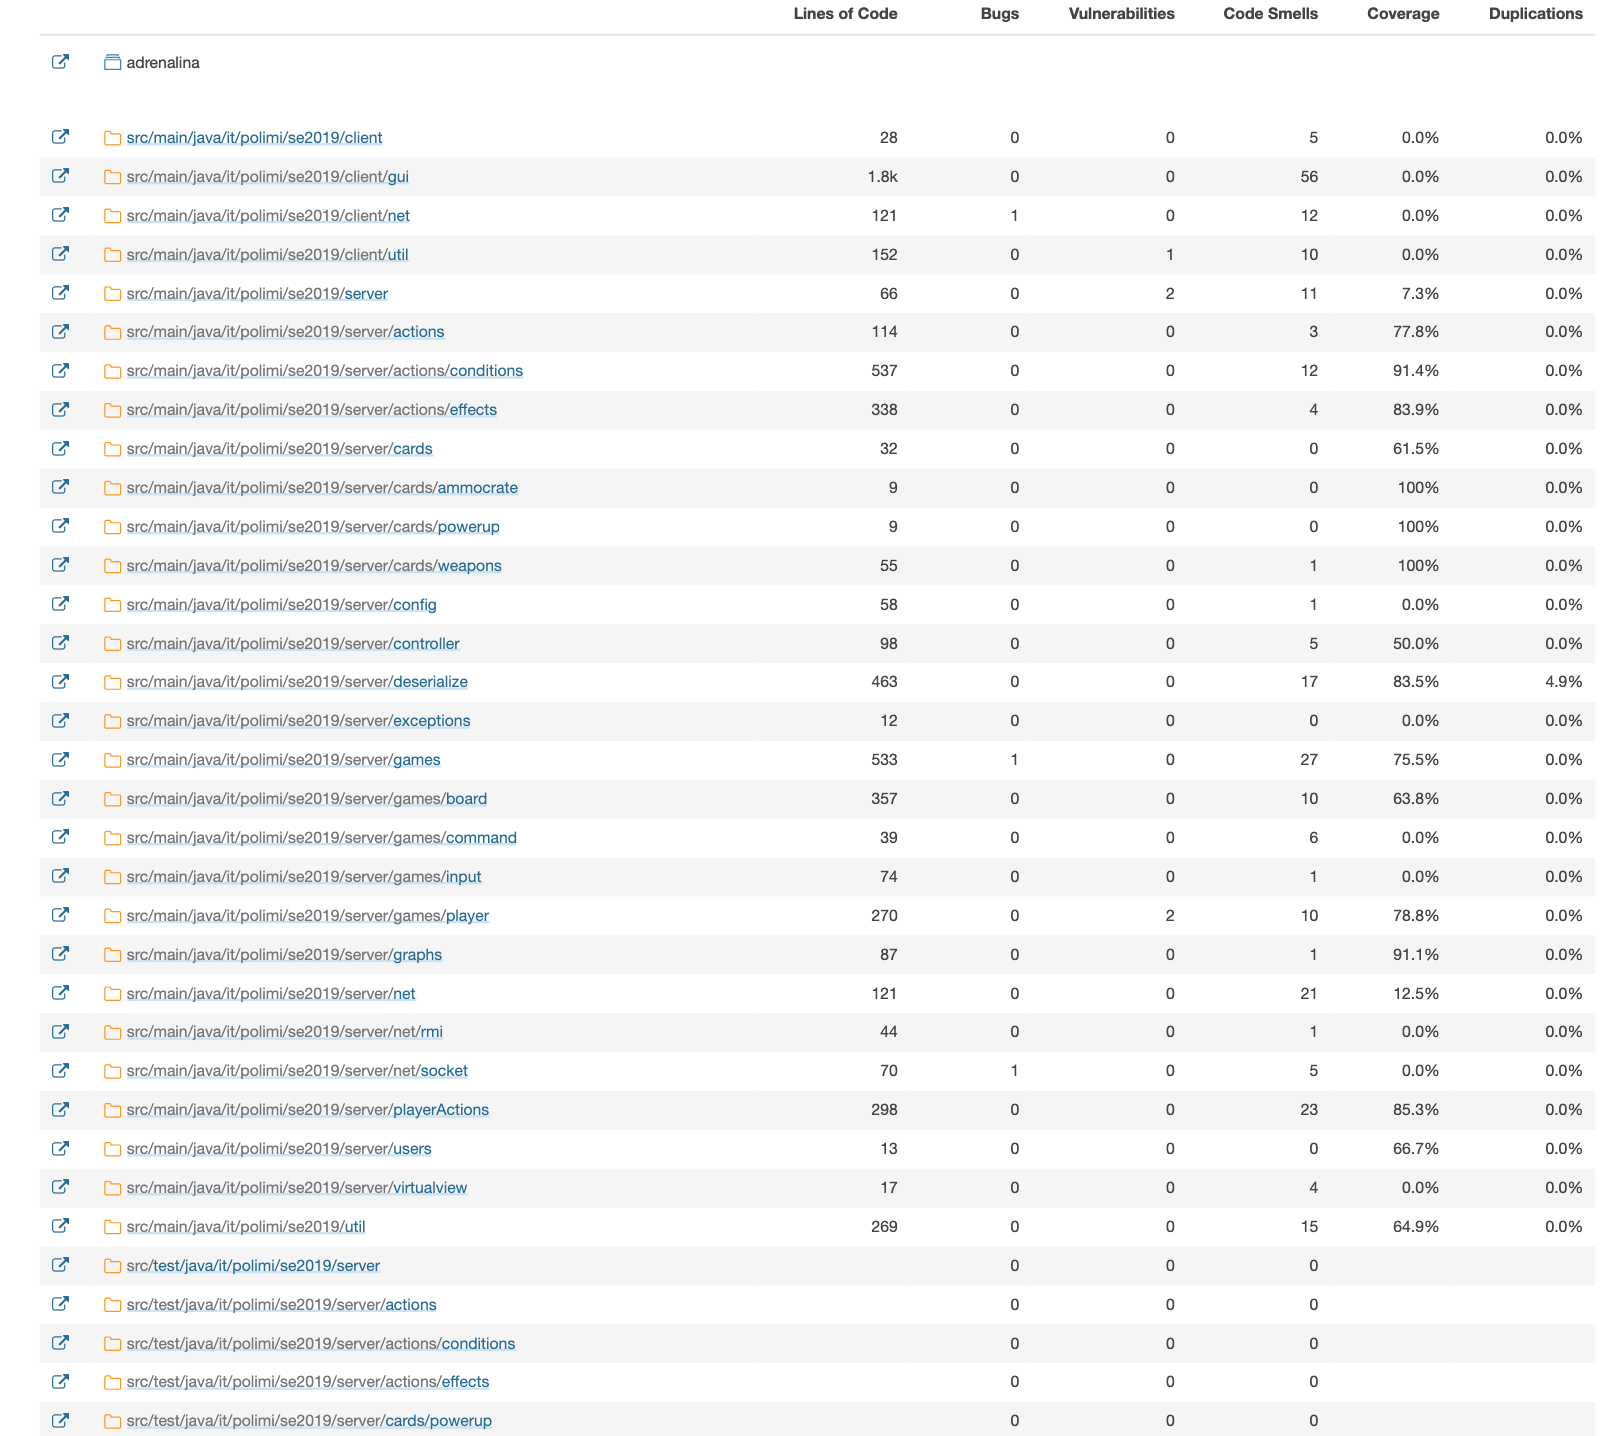 Lines of Code Bugs Vulnerabilities Code Smells Coverage Duplications
adrenalina
src/main/java/it/polimi/se2019/client 28 0 0 5 0.0% 0.0%
src/main/java/it/polimi/se2019/client/gui 1.8k 0 0 56 0.0% 0.0%
src/main/java/it/polimi/se2019/client/net 121 1 0 12 0.0% 0.0%
src/main/java/it/polimi/se2019/client/util 152 0 1 10 0.0% 0.0%
src/main/java/it/polimi/se2019/server 66 0 2 11 7.3% 0.0%
src/main/java/it/polimi/se2019/server/actions 114 0 0 3 77.8% 0.0%
src/main/java/it/polimi/se2019/server/actions/conditions 537 0 0 12 91.4% 0.0%
src/main/java/it/polimi/se2019/server/actions/effects 338 0 0 4 83.9% 0.0%
src/main/java/it/polimi/se2019/server/cards 32 0 0 0 61.5% 0.0%
src/main/java/it/polimi/se2019/server/cards/ammocrate 9 0 0 0 100% 0.0%
src/main/java/it/polimi/se2019/server/cards/powerup 9 0 0 0 100% 0.0%
src/main/java/it/polimi/se2019/server/cards/weapons 55 0 0 1 100% 0.0%
src/main/java/it/polimi/se2019/server/config 58 0 0 1 0.0% 0.0%
src/main/java/it/polimi/se2019/server/controller 98 0 0 5 50.0% 0.0%
src/main/java/it/polimi/se2019/server/deserialize 463 0 0 17 83.5% 4.9%
src/main/java/it/polimi/se2019/server/exceptions 12 0 0 0 0.0% 0.0%
src/main/java/it/polimi/se2019/server/games 533 1 0 27 75.5% 0.0%
src/main/java/it/polimi/se2019/server/games/board 357 0 0 10 63.8% 0.0%
src/main/java/it/polimi/se2019/server/games/command 39 0 0 6 0.0% 0.0%
src/main/java/it/polimi/se2019/server/games/input 74 0 0 1 0.0% 0.0%
src/main/java/it/polimi/se2019/server/games/player 270 0 2 10 78.8% 0.0%
src/main/java/it/polimi/se2019/server/graphs 87 0 0 1 91.1% 0.0%
src/main/java/it/polimi/se2019/server/net 121 0 0 21 12.5% 0.0%
src/main/java/it/polimi/se2019/server/net/rmi 44 0 0 1 0.0% 0.0%
src/main/java/it/polimi/se2019/server/net/socket 70 1 0 5 0.0% 0.0%
src/main/java/it/polimi/se2019/server/playerActions 298 0 0 23 85.3% 0.0%
src/main/java/it/polimi/se2019/server/users 13 0 0 0 66.7% 0.0%
src/main/java/it/polimi/se2019/server/virtualview 17 0 0 4 0.0% 0.0%
src/main/java/it/polimi/se2019/util 269 0 0 15 64.9% 0.0%
src/test/java/it/polimi/se2019/server 0 0 0
src/test/java/it/polimi/se2019/server/actions 0 0 0
src/test/java/it/polimi/se2019/server/actions/conditions 0 0 0
src/test/java/it/polimi/se2019/server/actions/effects 0 0 0
src/test/java/it/polimi/se2019/server/cards/powerup 0 0 0